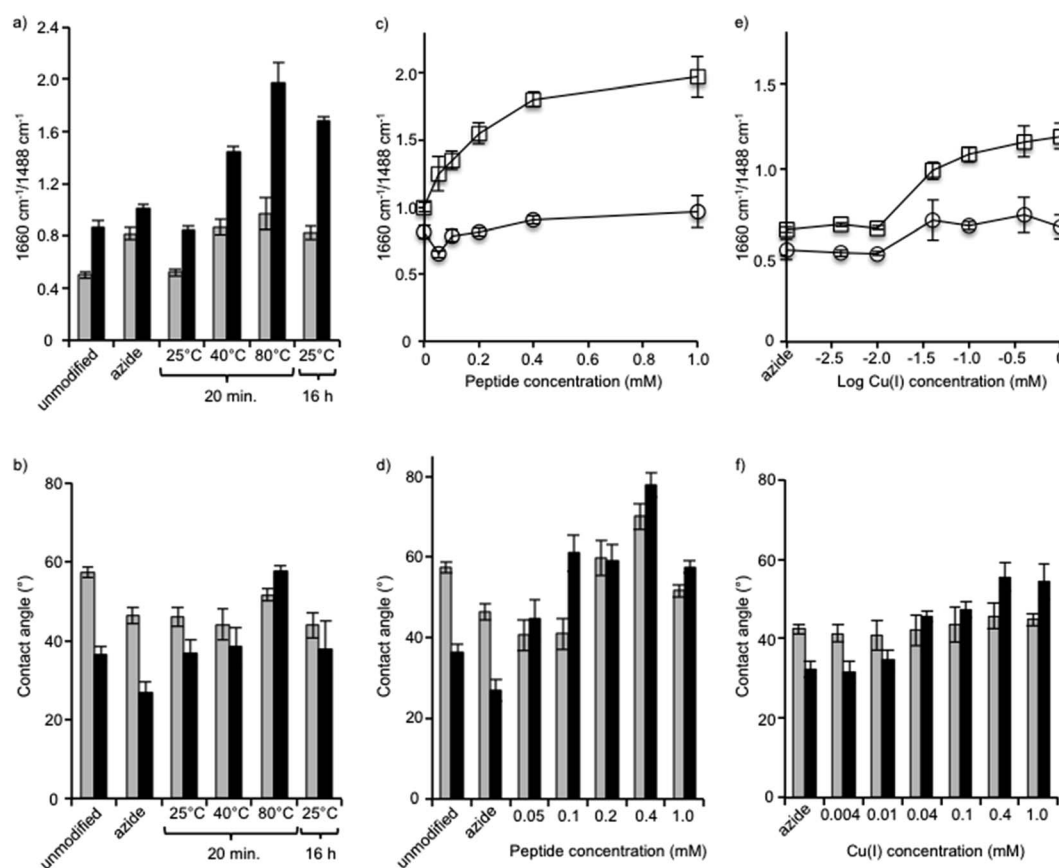 a)
2.4
2.0
1.6
1.2
0.8
0.4
0
1660 cm-1/1488 cm-1
unmodified
azide
25°C 40°C 80°C 25°C
20 min. 16 h
c)
2.0
1.5
1.0
0.5
0
1660 cm-1/1488 cm-1
0 0.2 0.4 1.0
Peptide concentration (mM)
e)
1.5
1.0
0.5
0
1660 cm-1/1488 cm-1
azide
-2.5 -2.0 -1.0 -0.5 0
Log Cu(I) concentration (mM)
b)
80
60
40
20
0
Contact angle (°)
unmodified
azide
25°C 40°C 80°C 25°C
20 min. 16 h
d)
80
60
40
20
0
Contact angle (°)
unmodified
azide
0.05 0.1 0.2 0.4 1.0
Peptide concentration (mM)
f)
80
60
40
20
0
Contact angle (°)
azide
0.004 0.01 0.04 0.1 0.4 1.0
Cu(I) concentration (mM)